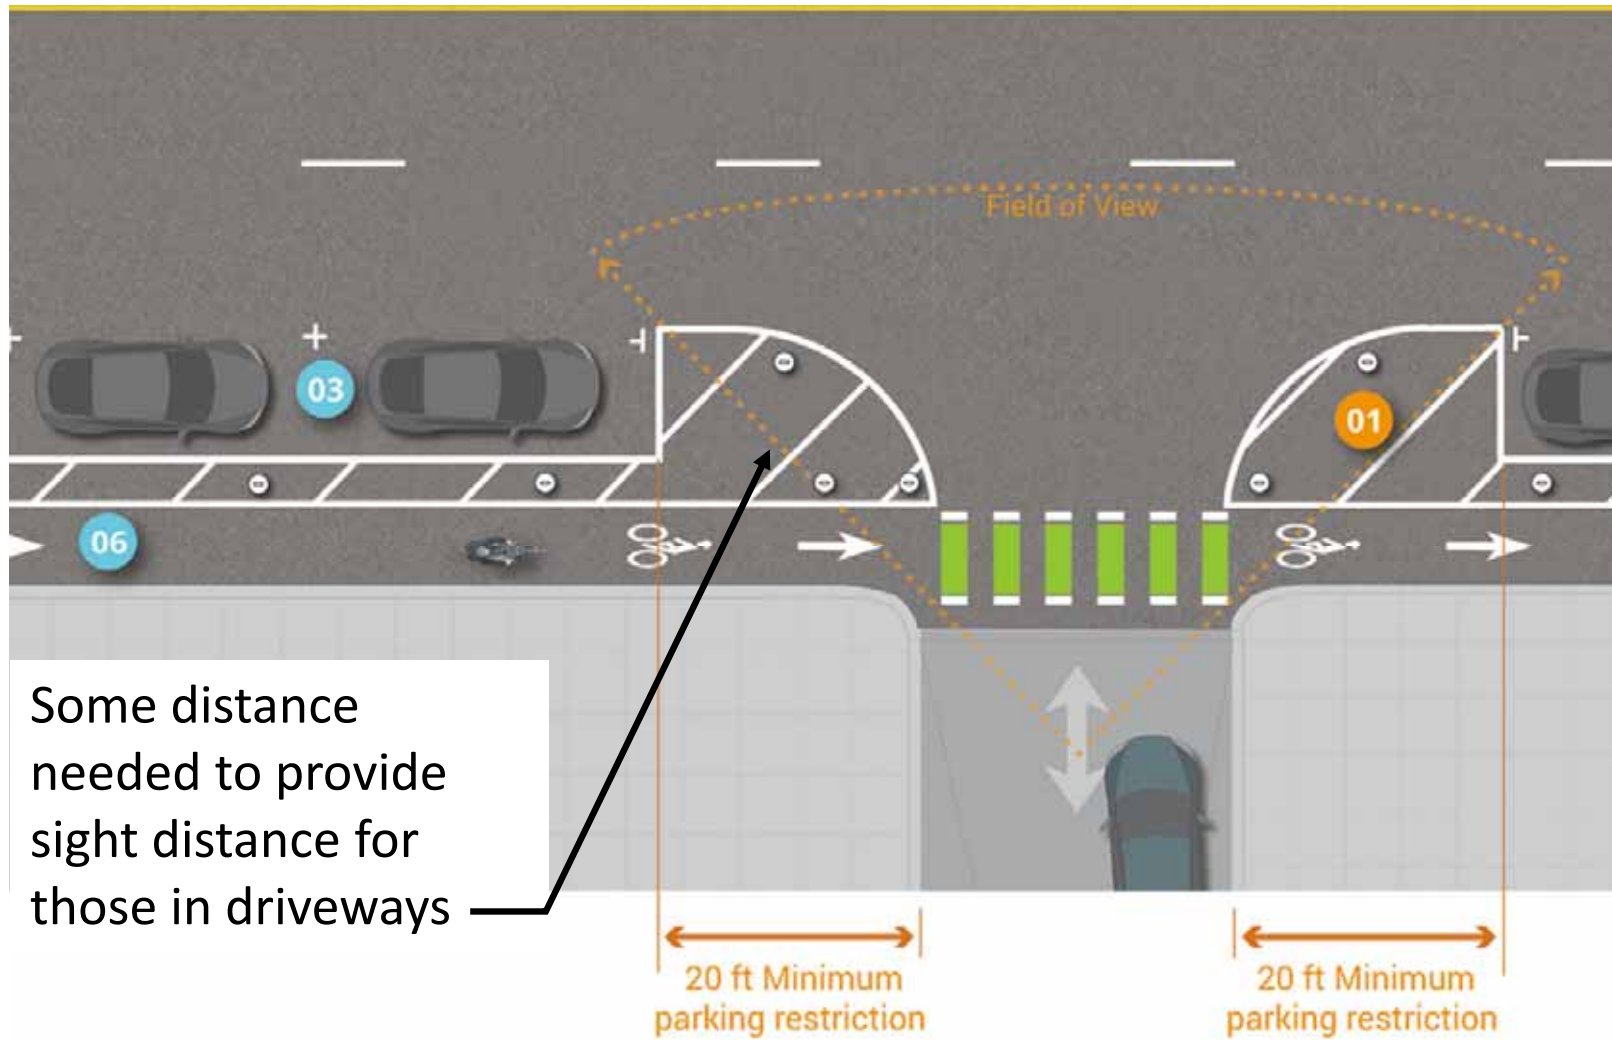 Field of View
03
01
06
Some distance
needed to provide
sight distance for
those in driveways
20 ft Minimum
parking restriction
20 ft Minimum
parking restriction